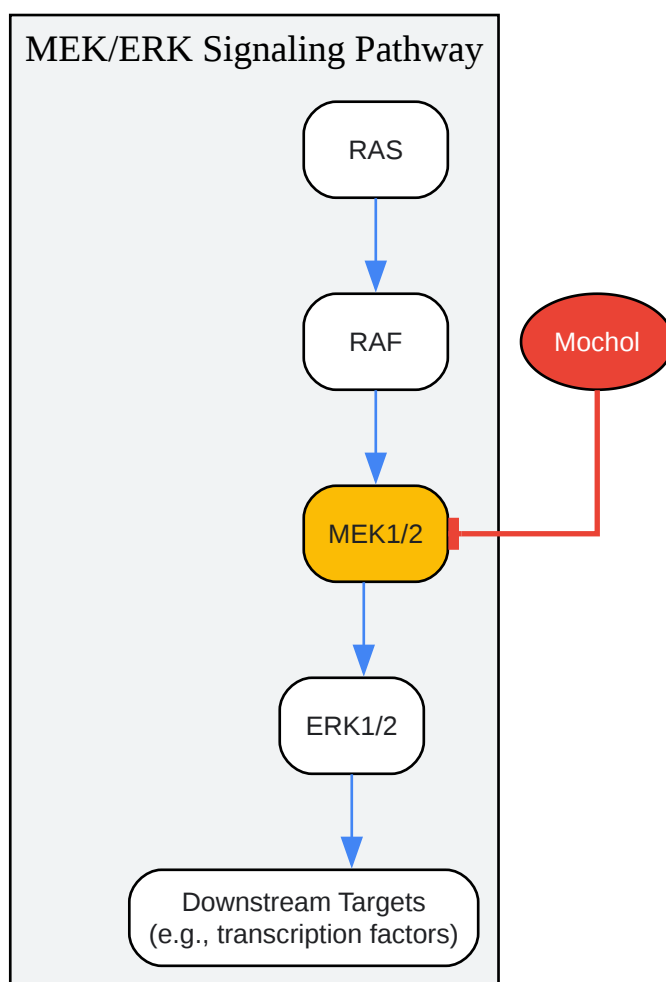 MEK/ERK Signaling Pathway
RAS
RAF
Mochol
MEK1/2
ERK1/2
Downstream Targets
(e.g., transcription factors)